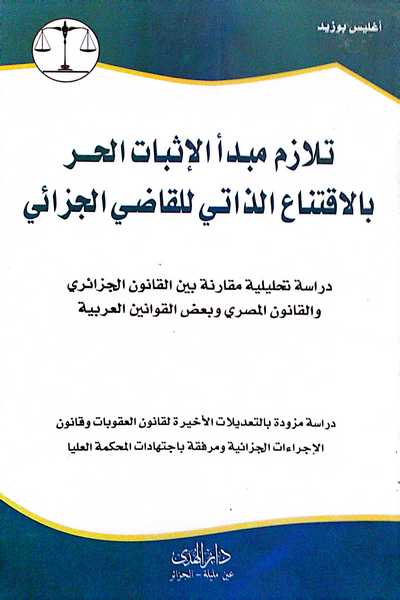 أغليس بوزيد
تلازم مبدأ الإثبات الحر
بالاقتناع الذاتي للقاضي الجزائي
دراسة تحليلية مقارنة بين القانون الجزائري
والقانون المصري وبعض القوانين العربية
دراسة مزودة بالتعديلات الأخيرة لقانون العقوبات وقانون
الإجراءات الجزائية ومرفقة باجتهادات المحكمة العليا
دار الهدى
عين مليلة - الجزائر